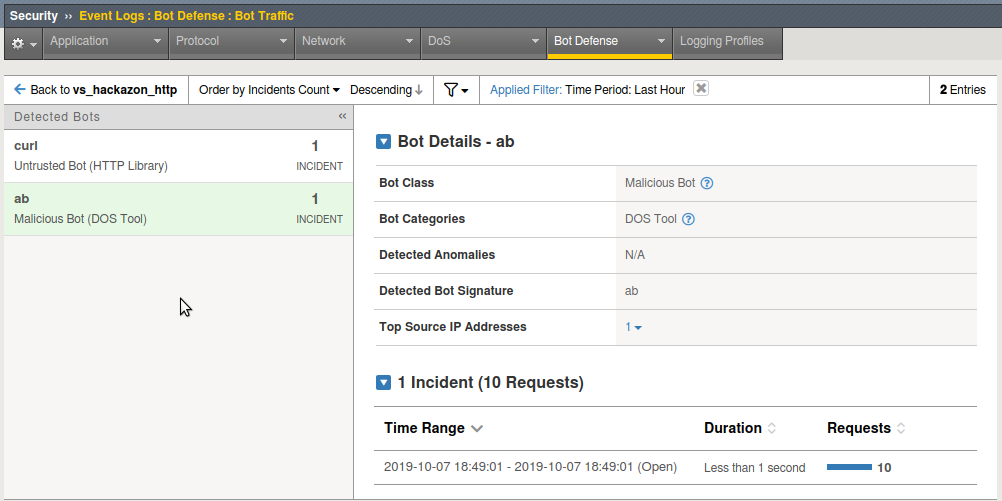 Security ›› Event Logs : Bot Defense : Bot Traffic
Application Protocol Network DoS Bot Defense Logging Profiles
Back to vs_hackazon_http Order by Incidents Count Descending Applied Filter: Time Period: Last Hour 2 Entries
Detected Bots «
curl 1
Untrusted Bot (HTTP Library) INCIDENT
ab 1
Malicious Bot (DOS Tool) INCIDENT
Bot Details - ab
Bot Class Malicious Bot ?
Bot Categories DOS Tool ?
Detected Anomalies N/A
Detected Bot Signature ab
Top Source IP Addresses 1
1 Incident (10 Requests)
Time Range Duration Requests
2019-10-07 18:49:01 - 2019-10-07 18:49:01 (Open) Less than 1 second 10